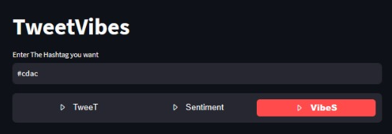 TweetVibes
Enter The Hashtag you want
#cdac
TweeT Sentiment VibeS